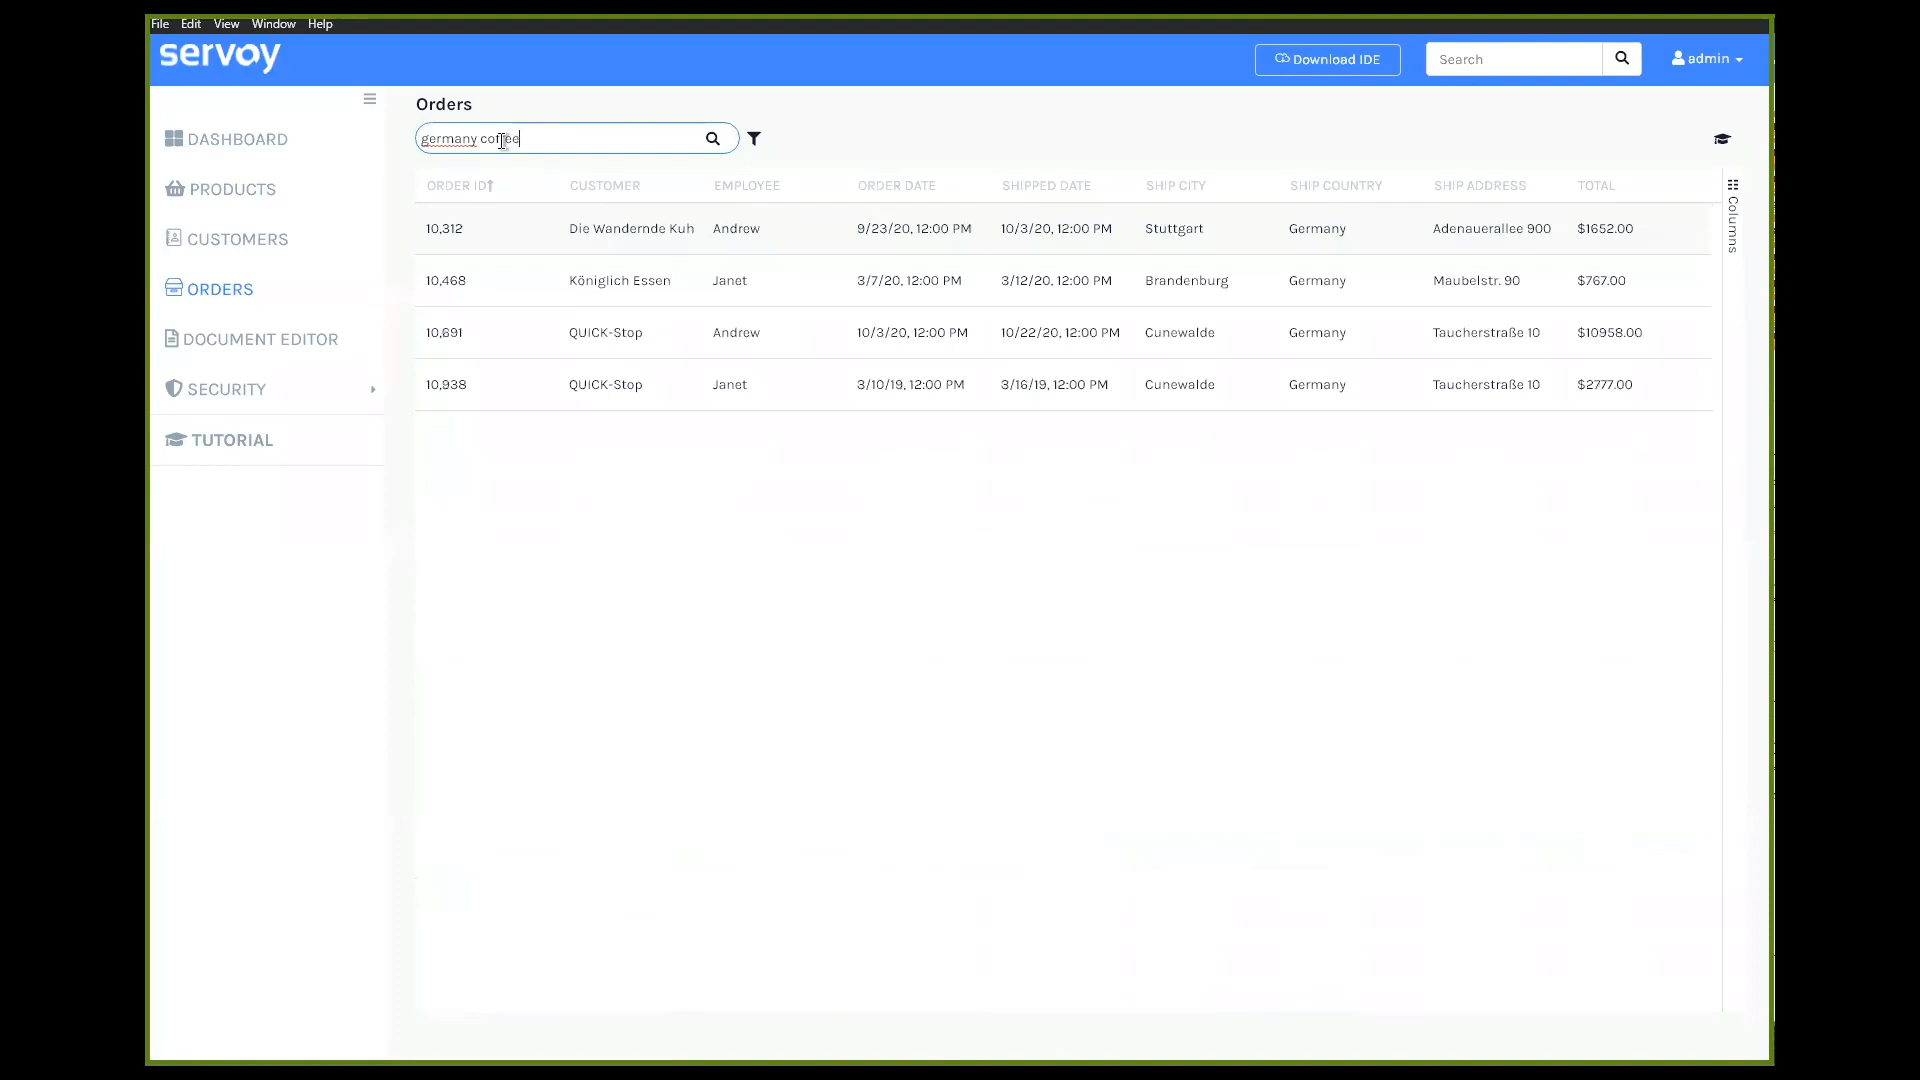 File Edit View Window Help
servoy
Download IDE
Search
admin
DASHBOARD
PRODUCTS
CUSTOMERS
ORDERS
DOCUMENT EDITOR
SECURITY
TUTORIAL
Orders
germany coffee
ORDER ID CUSTOMER EMPLOYEE ORDER DATE SHIPPED DATE SHIP CITY SHIP COUNTRY SHIP ADDRESS TOTAL
10,312 Die Wandernde Kuh Andrew 9/23/20, 12:00 PM 10/3/20, 12:00 PM Stuttgart Germany Adenauerallee 900 $1652.00
10,468 Königlich Essen Janet 3/7/20, 12:00 PM 3/12/20, 12:00 PM Brandenburg Germany Maubelstr. 90 $767.00
10,691 QUICK-Stop Andrew 10/3/20, 12:00 PM 10/22/20, 12:00 PM Cunewalde Germany Taucherstraße 10 $10958.00
10,938 QUICK-Stop Janet 3/10/19, 12:00 PM 3/16/19, 12:00 PM Cunewalde Germany Taucherstraße 10 $2777.00
Columns